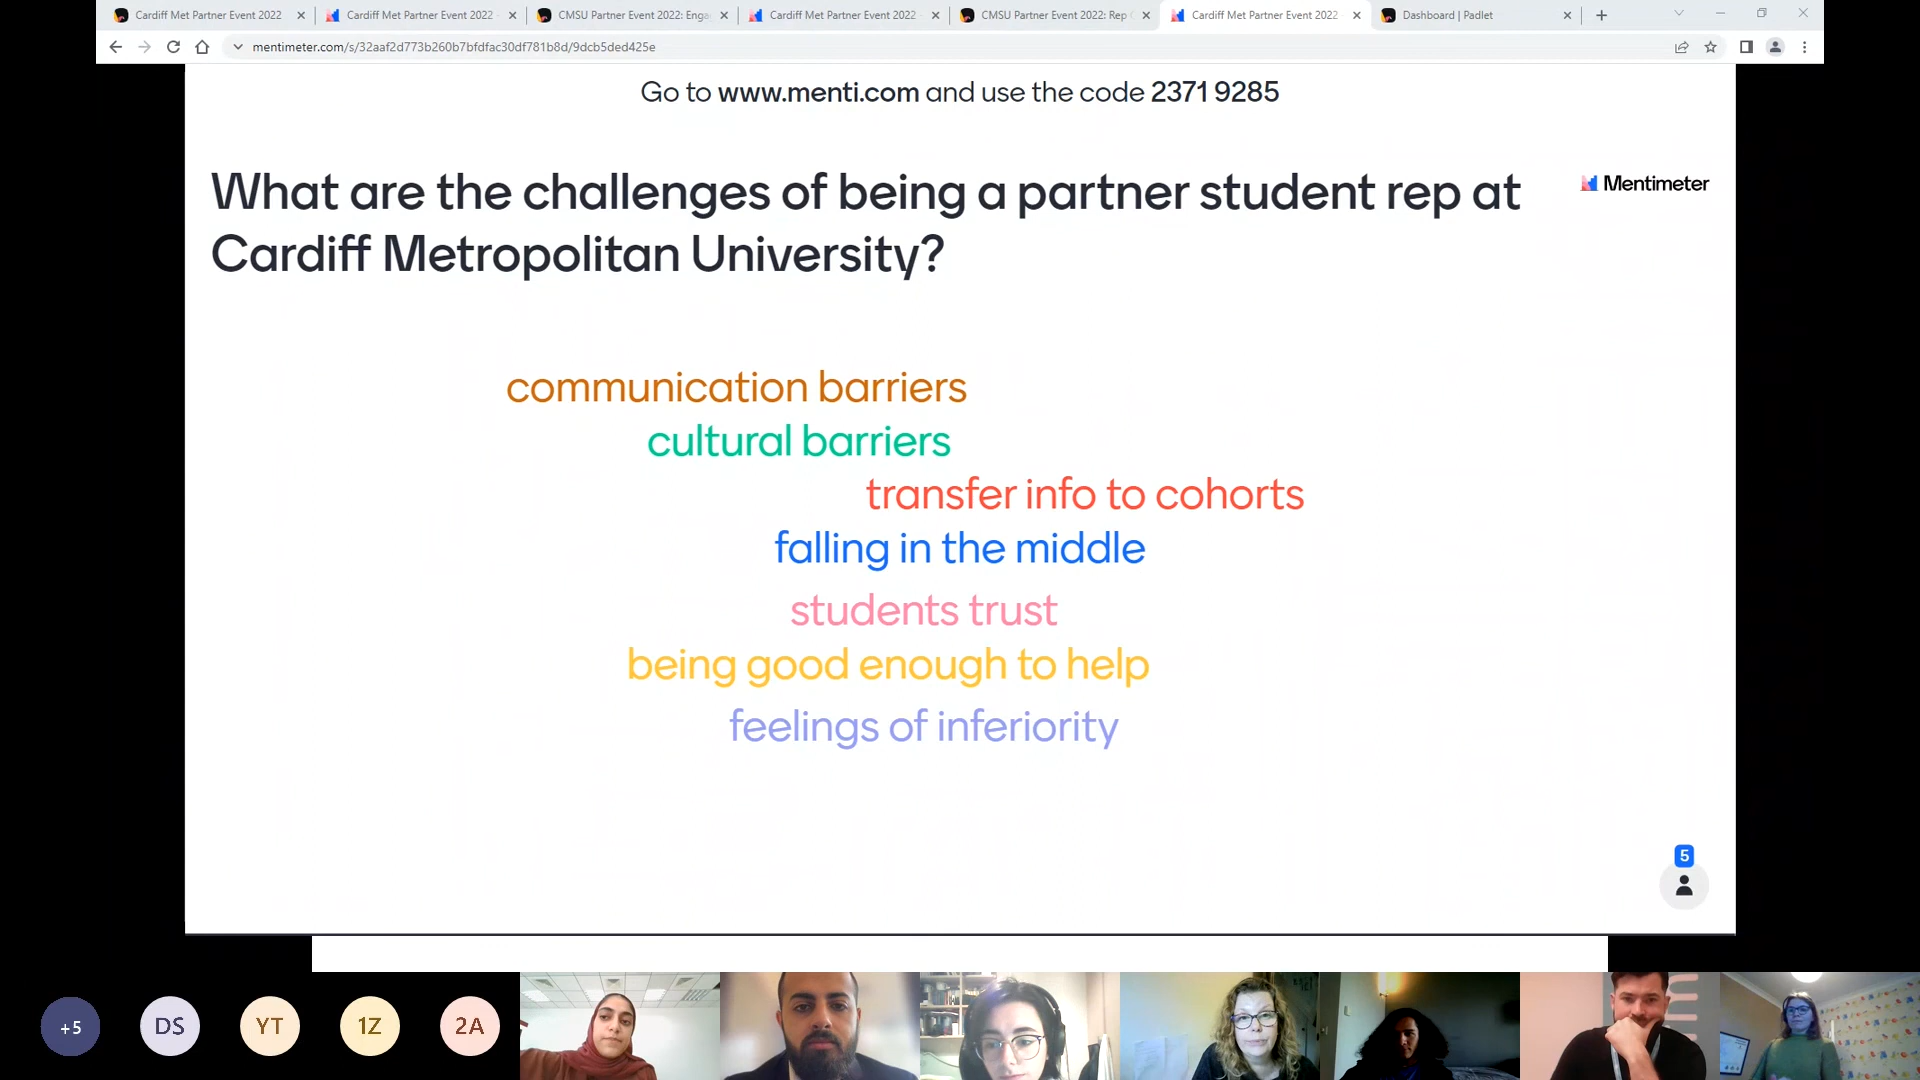 Cardiff Met Partner Event 2022
Cardiff Met Partner Event 2022 -
CMSU Partner Event 2022: Enga
Cardiff Met Partner Event 2022 -
CMSU Partner Event 2022: Rep
Cardiff Met Partner Event 2022
Dashboard | Padlet
mentimeter.com/s/32aaf2d773b260b7bfdfac30df781b8d/9dcb5ded425e
Go to www.menti.com and use the code 2371 9285
What are the challenges of being a partner student rep at
Cardiff Metropolitan University?
Mentimeter
communication barriers
cultural barriers
transfer info to cohorts
falling in the middle
students trust
being good enough to help
feelings of inferiority
5
+5
DS
YT
1Z
2A